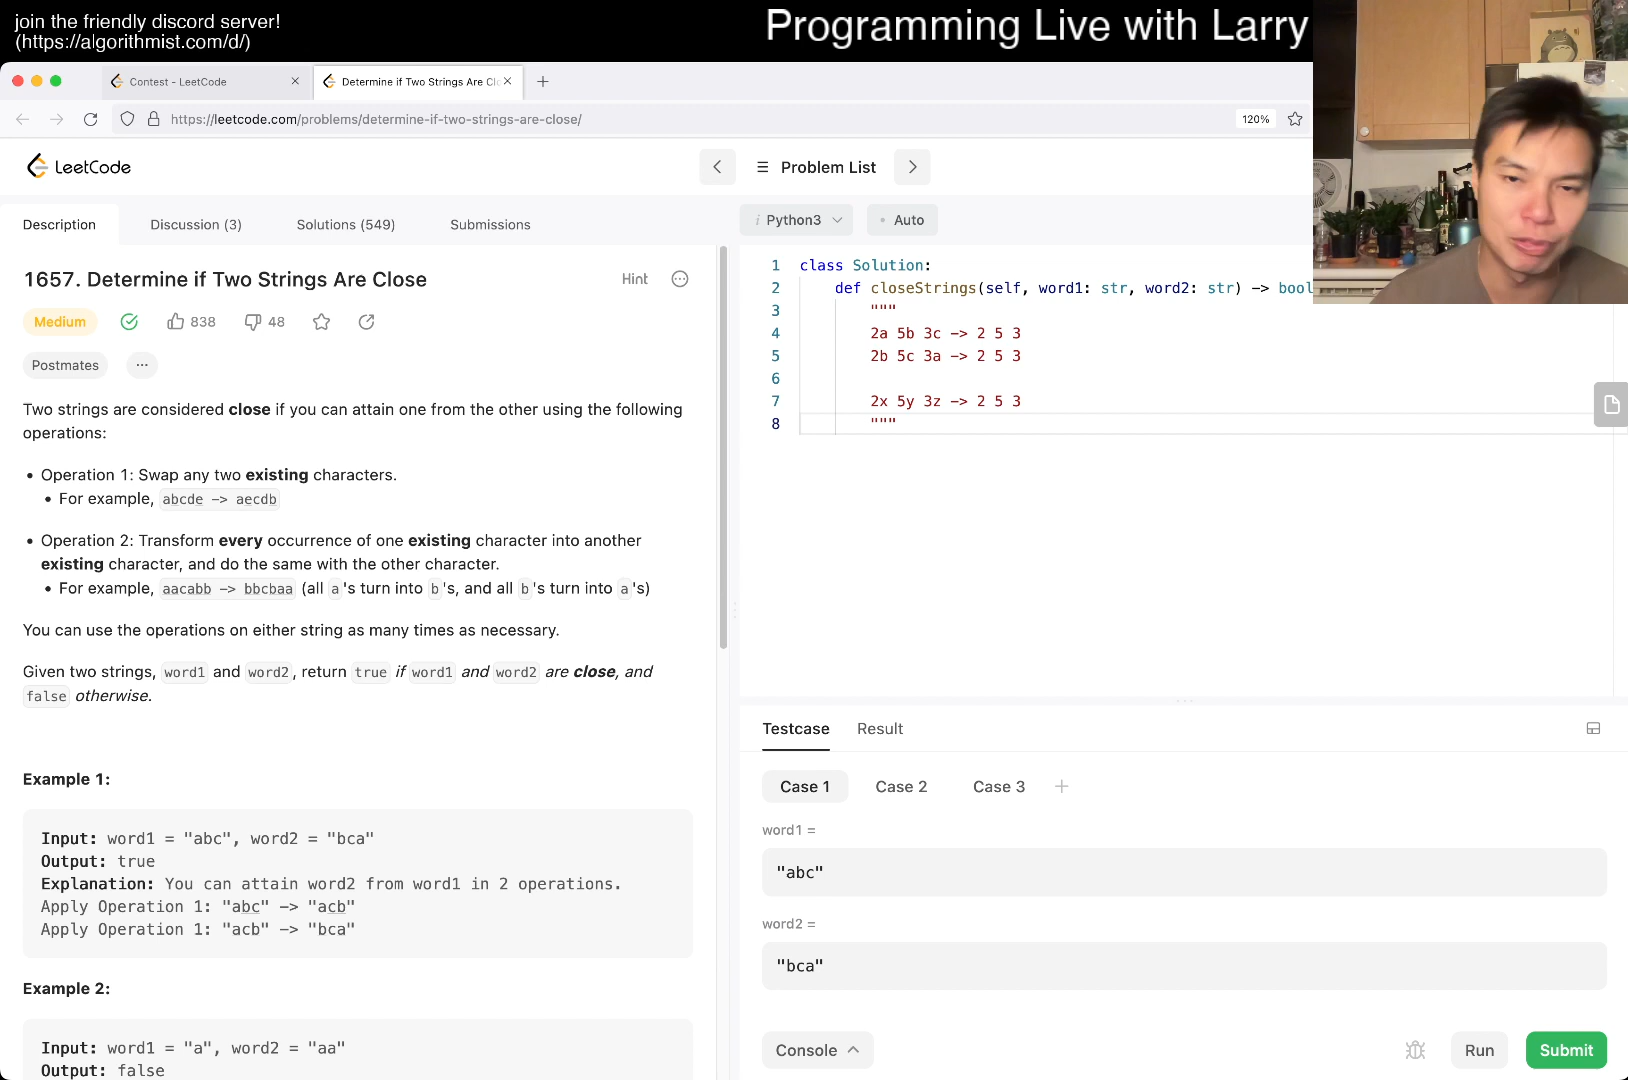 join the friendly discord server!
(https://algorithmist.com/d/)
Programming Live with Larry
Contest - LeetCode
Determine if Two Strings Are Clo
https://leetcode.com/problems/determine-if-two-strings-are-close/
120%
LeetCode
Problem List
Description
Discussion (3)
Solutions (549)
Submissions
Python3
Auto
1657. Determine if Two Strings Are Close
Hint
Medium
838
48
Postmates
...
Two strings are considered close if you can attain one from the other using the following
operations:
• Operation 1: Swap any two existing characters.
• For example, abcde -> aecdb
• Operation 2: Transform every occurrence of one existing character into another
existing character, and do the same with the other character.
• For example, aacabb -> bbcbaa (all a's turn into b's, and all b's turn into a's)
You can use the operations on either string as many times as necessary.
Given two strings, word1 and word2, return true if word1 and word2 are close, and
false otherwise.
Example 1:
Input: word1 = "abc", word2 = "bca"
Output: true
Explanation: You can attain word2 from word1 in 2 operations.
Apply Operation 1: "abc" -> "acb"
Apply Operation 1: "acb" -> "bca"
Example 2:
Input: word1 = "a", word2 = "aa"
Output: false
1 class Solution:
2 def closeStrings(self, word1: str, word2: str) -> bool
3 """
4 2a 5b 3c -> 2 5 3
5 2b 5c 3a -> 2 5 3
6
7 2x 5y 3z -> 2 5 3
8 """
Testcase
Result
Case 1
Case 2
Case 3
word1 =
"abc"
word2 =
"bca"
Console
Run
Submit